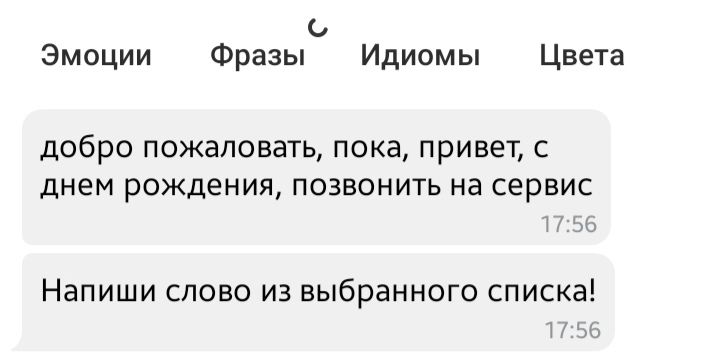 Эмоции Фразы Идиомы Цвета
добро пожаловать, пока, привет, с
днем рождения, позвонить на сервис
17:56
Напиши слово из выбранного списка!
17:56